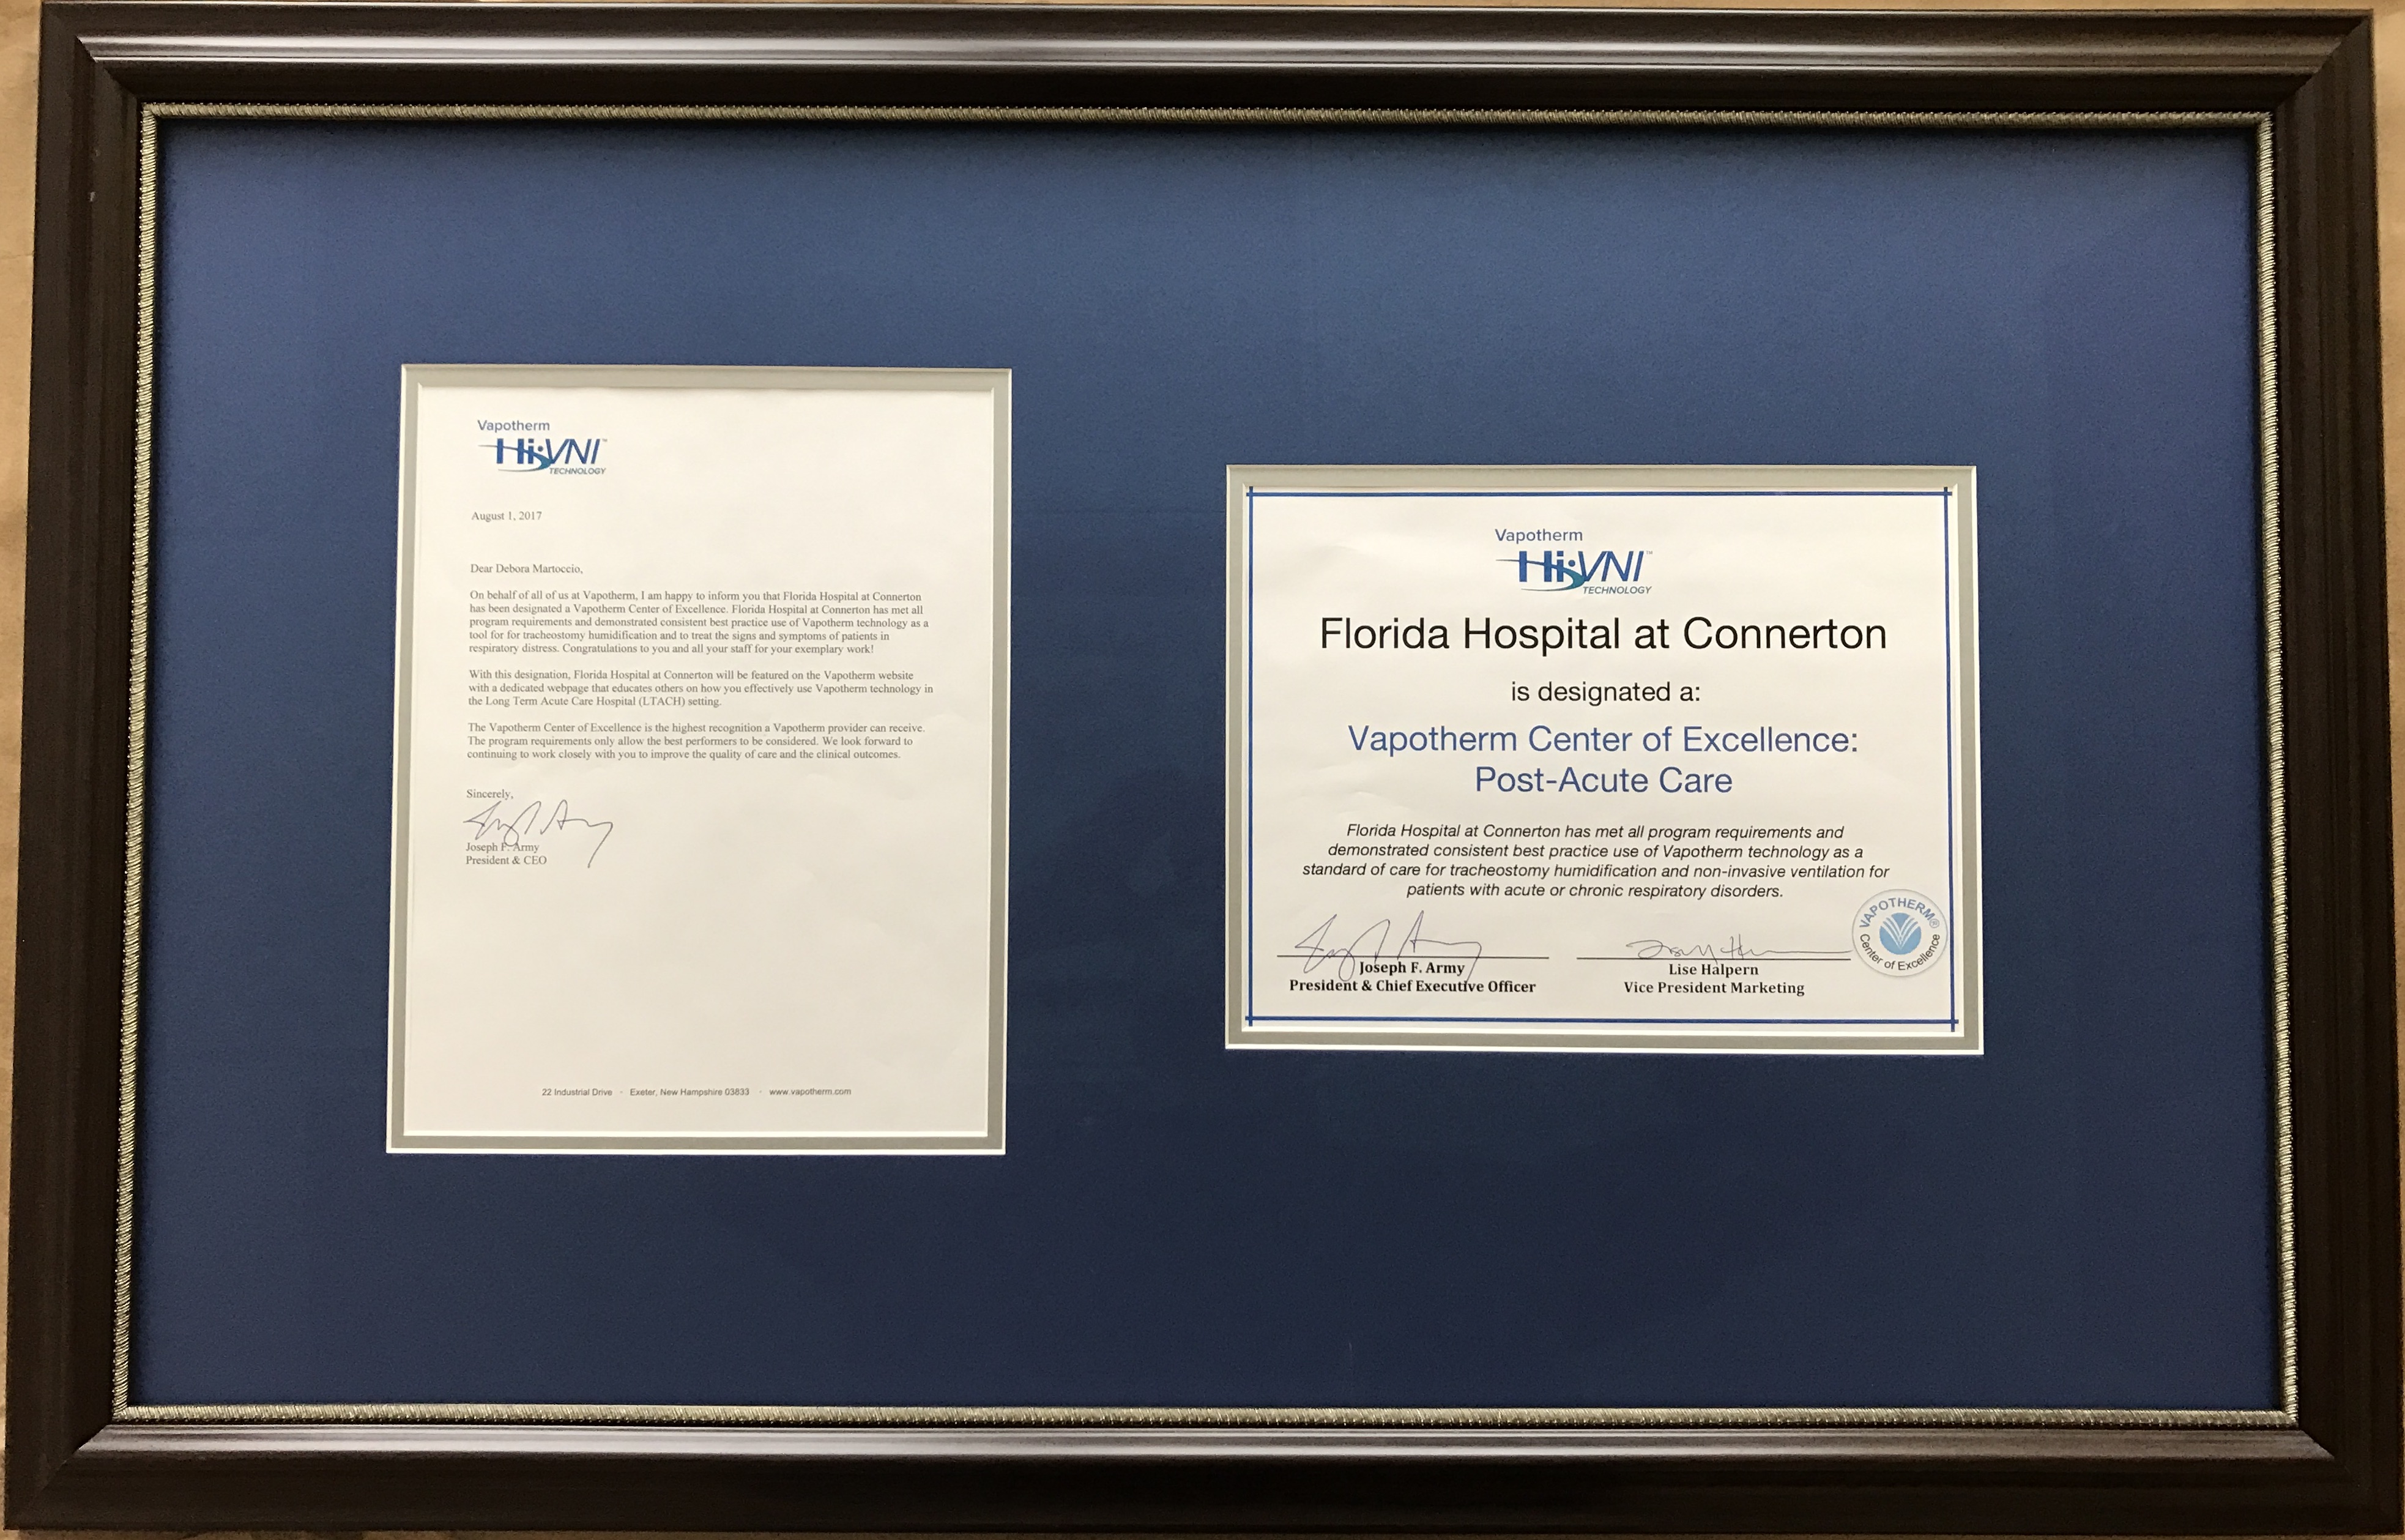 Vapotherm
Hi-VNI™
TECHNOLOGY
August 1, 2017
Dear Debora Martoccio,
On behalf of all of us at Vapotherm, I am happy to inform you that Florida Hospital at Connerton
has been designated a Vapotherm Center of Excellence. Florida Hospital at Connerton has met all
program requirements and demonstrated consistent best practice use of Vapotherm technology as a
tool for for tracheostomy humidification and to treat the signs and symptoms of patients in
respiratory distress. Congratulations to you and all your staff for your exemplary work!
With this designation, Florida Hospital at Connerton will be featured on the Vapotherm website
with a dedicated webpage that educates others on how you effectively use Vapotherm technology in
the Long Term Acute Care Hospital (LTACH) setting.
The Vapotherm Center of Excellence is the highest recognition a Vapotherm provider can receive.
The program requirements only allow the best performers to be considered. We look forward to
continuing to work closely with you to improve the quality of care and the clinical outcomes.
Sincerely,
Joseph F. Army
President & CEO
22 Industrial Drive - Exeter, New Hampshire 03833 - www.vapotherm.com
Vapotherm
Hi-VNI™
TECHNOLOGY
Florida Hospital at Connerton
is designated a:
Vapotherm Center of Excellence:
Post-Acute Care
Florida Hospital at Connerton has met all program requirements and
demonstrated consistent best practice use of Vapotherm technology as a
standard of care for tracheostomy humidification and non-invasive ventilation for
patients with acute or chronic respiratory disorders.
Joseph F. Army
President & Chief Executive Officer
Lise Halpern
Vice President Marketing
VAPOTHERM®
Center of Excellence